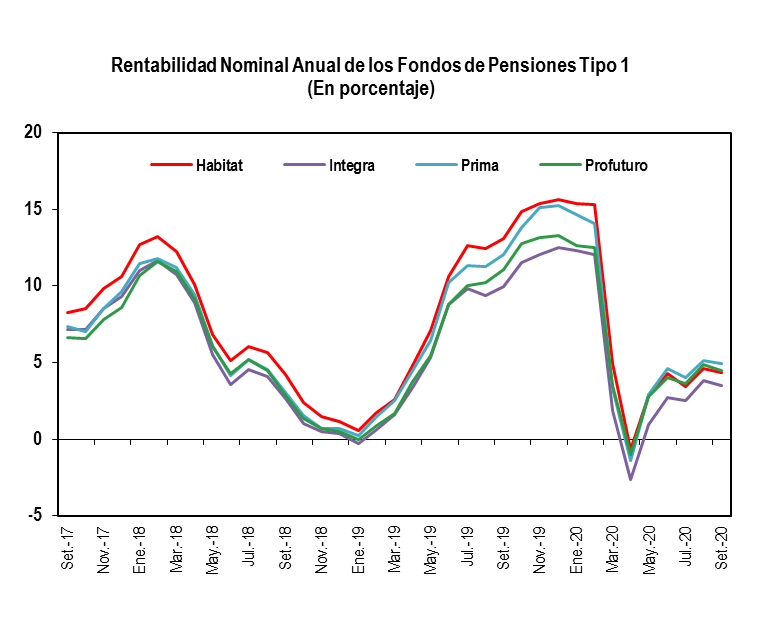 Rentabilidad Nominal Anual de los Fondos de Pensiones Tipo 1
(En porcentaje)
20
Habitat Integra Prima Profuturo
15
10
5
0
-5
Set.-17 Nov.-17 Ene.-18 Mar.-18 May.-18 Jul.-18 Set.-18 Nov.-18 Ene.-19 Mar.-19 May.-19 Jul.-19 Set.-19 Nov.-19 Ene.-20 Mar.-20 May.-20 Jul.-20 Set.-20